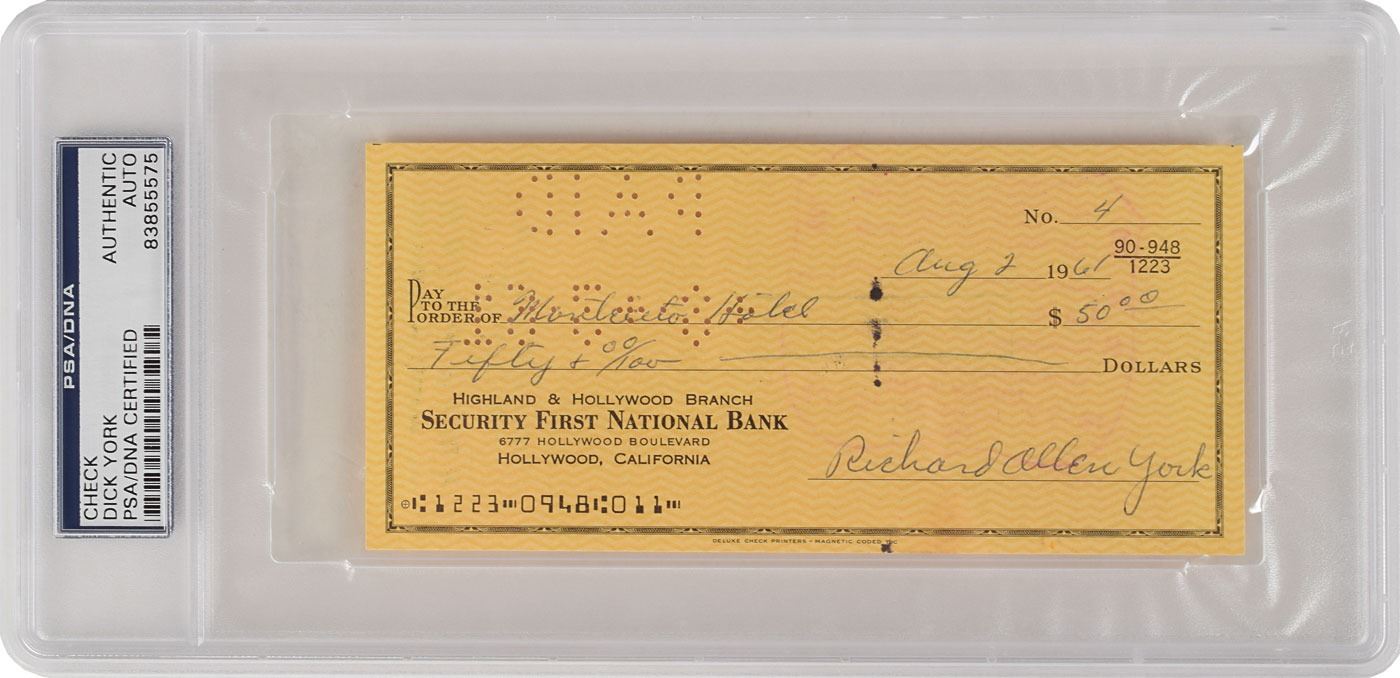 PSA/DNA
CHECK
DICK YORK
PSA/DNA CERTIFIED
AUTHENTIC
AUTO
83855575
PAID
No. 4
Aug 2 1961
90-948
1223
PAY
TO THE
ORDER OF Montecito Hotel $ 50 00
Fifty + 00/100 DOLLARS
HIGHLAND & HOLLYWOOD BRANCH
SECURITY FIRST NATIONAL BANK
6777 HOLLYWOOD BOULEVARD
HOLLYWOOD, CALIFORNIA
Richard Allen York
⑆1223⑉0948⑆011⑈
DELUXE CHECK PRINTERS - MAGNETIC CODED